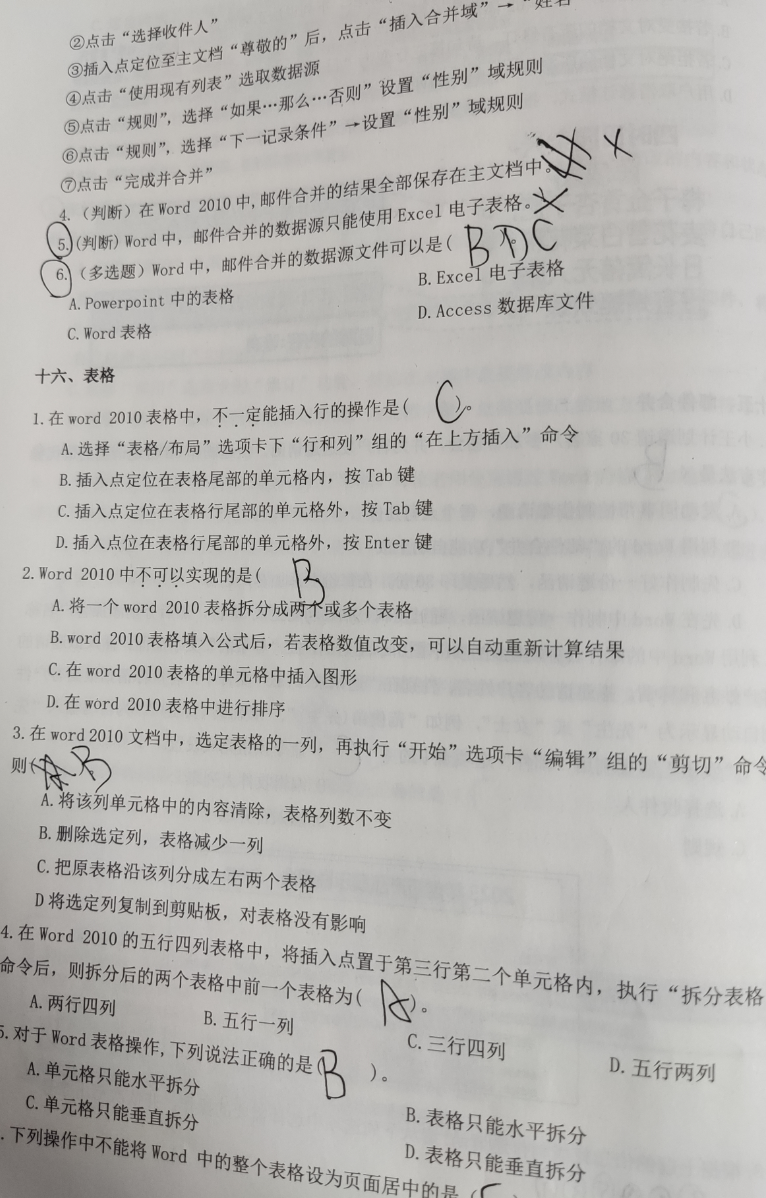 ②点击“选择收件人”
③插入点定位至主文档“尊敬的”后，点击“插入合并域”→“姓名
④点击“使用现有列表”选取数据源
⑤点击“规则”，选择“如果…那么…否则”设置“性别”域规则
⑥点击“规则”，选择“下一记录条件”→设置“性别”域规则
⑦点击“完成并合并”
4.（判断）在 Word 2010 中,邮件合并的结果全部保存在主文档中。 X
5.(判断) Word 中，邮件合并的数据源只能使用 Excel 电子表格。 X
6.（多选题）Word 中，邮件合并的数据源文件可以是( BDC )。
A.Powerpoint 中的表格 B.Excel 电子表格
C.Word 表格 D.Access 数据库文件
十六、表格
1.在 word 2010 表格中，不一定能插入行的操作是( C )。
A.选择“表格/布局”选项卡下“行和列”组的“在上方插入”命令
B.插入点定位在表格尾部的单元格内，按 Tab 键
C.插入点定位在表格行尾部的单元格外，按 Tab 键
D.插入点位在表格行尾部的单元格外，按 Enter 键
2.Word 2010 中不可以实现的是( B
A.将一个 word 2010 表格拆分成两个或多个表格
B.word 2010 表格填入公式后，若表格数值改变，可以自动重新计算结果
C.在 word 2010 表格的单元格中插入图形
D.在 word 2010 表格中进行排序
3.在 word 2010 文档中，选定表格的一列，再执行“开始”选项卡“编辑”组的“剪切”命令
则( B )
A.将该列单元格中的内容清除，表格列数不变
B.删除选定列，表格减少一列
C.把原表格沿该列分成左右两个表格
D 将选定列复制到剪贴板，对表格没有影响
4.在 Word 2010 的五行四列表格中，将插入点置于第三行第二个单元格内，执行“拆分表格
命令后，则拆分后的两个表格中前一个表格为( A )。
A.两行四列 B.五行一列 C.三行四列 D.五行两列
5.对于 Word 表格操作,下列说法正确的是( B )。
A.单元格只能水平拆分 B.表格只能水平拆分
C.单元格只能垂直拆分 D.表格只能垂直拆分
.下列操作中不能将 Word 中的整个表格设为页面居中的是(